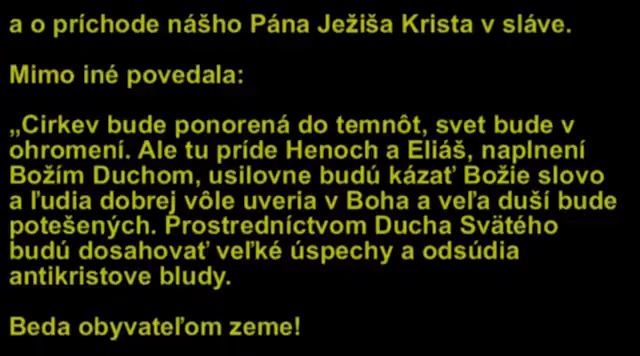 a o príchode nášho Pána Ježiša Krista v sláve.
Mimo iné povedala:
„Cirkev bude ponorená do temnôt, svet bude v
ohromení. Ale tu príde Henoch a Eliáš, naplnení
Božím Duchom, usilovne budú kázať Božie slovo
a ľudia dobrej vôle uveria v Boha a veľa duší bude
potešených. Prostredníctvom Ducha Svätého
budú dosahovať veľké úspechy a odsúdia
antikristove bludy.
Beda obyvateľom zeme!